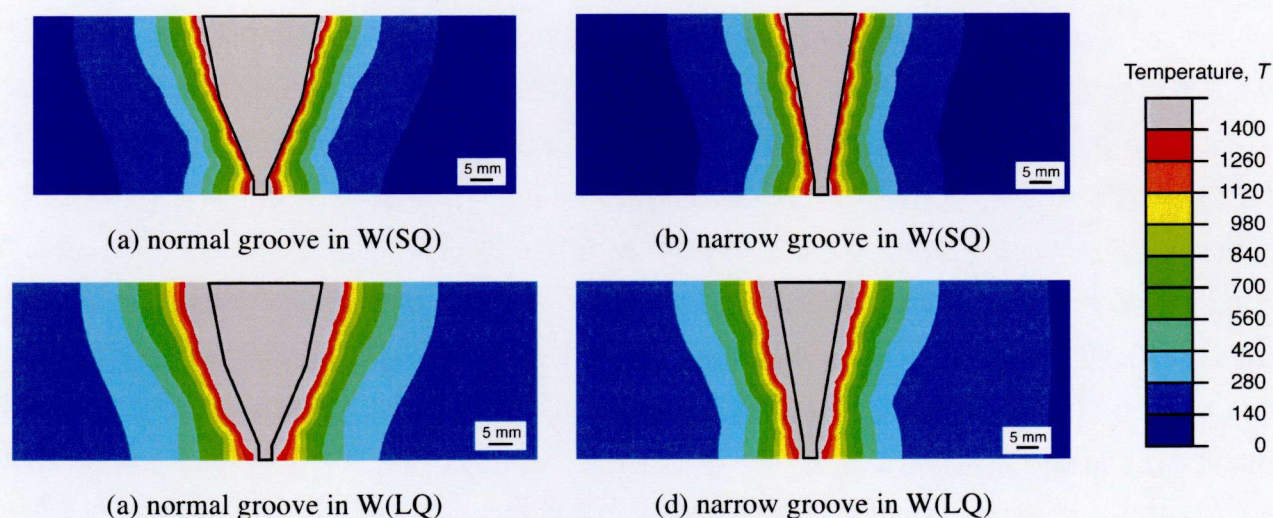 5 mm
5 mm
(a) normal groove in W(SQ)
(b) narrow groove in W(SQ)
5 mm
5 mm
(a) normal groove in W(LQ)
(d) narrow groove in W(LQ)
Temperature, T
1400
1260
1120
980
840
700
560
420
280
140
0